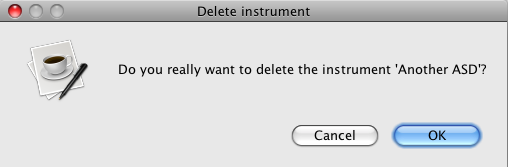 Delete instrument
Do you really want to delete the instrument 'Another ASD'?
Cancel
OK